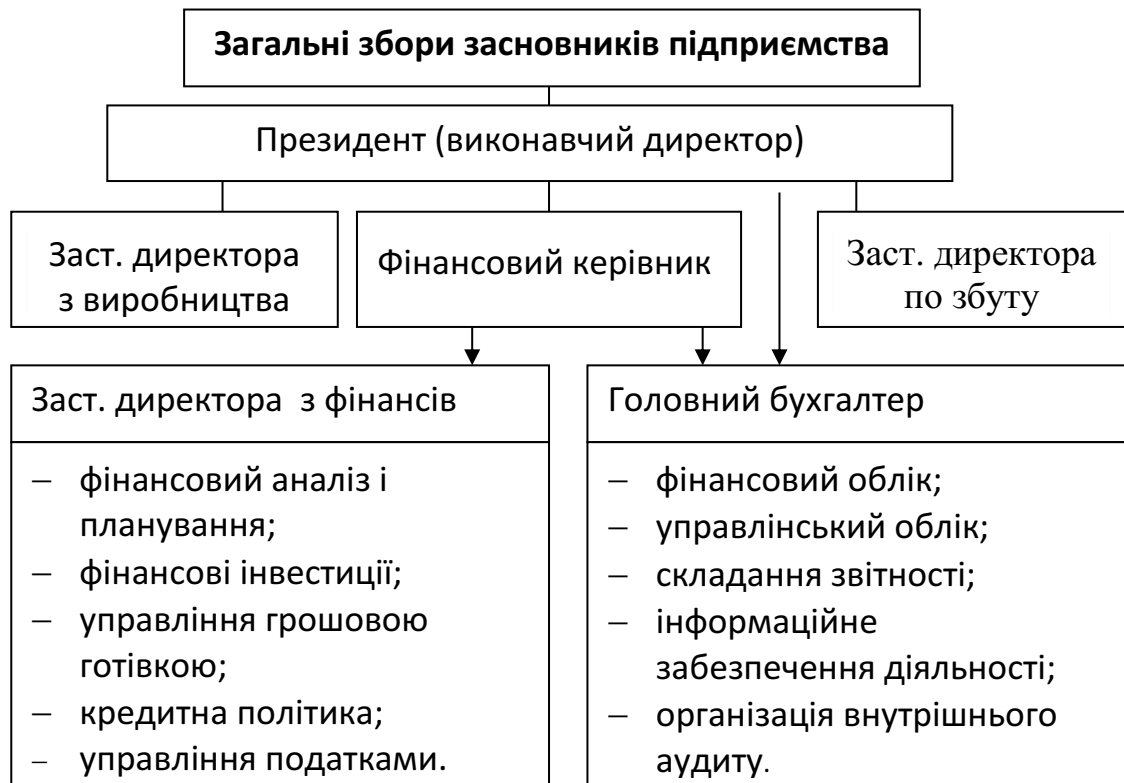 Загальні збори засновників підприємства
Президент (виконавчий директор)
Заст. директора
з виробництва
Фінансовий керівник
Заст. директора
по збуту
Заст. директора з фінансів
– фінансовий аналіз і
планування;
– фінансові інвестиції;
– управління грошовою
готівкою;
– кредитна політика;
– управління податками.
Головний бухгалтер
– фінансовий облік;
– управлінський облік;
– складання звітності;
– інформаційне
забезпечення діяльності;
– організація внутрішнього
аудиту.